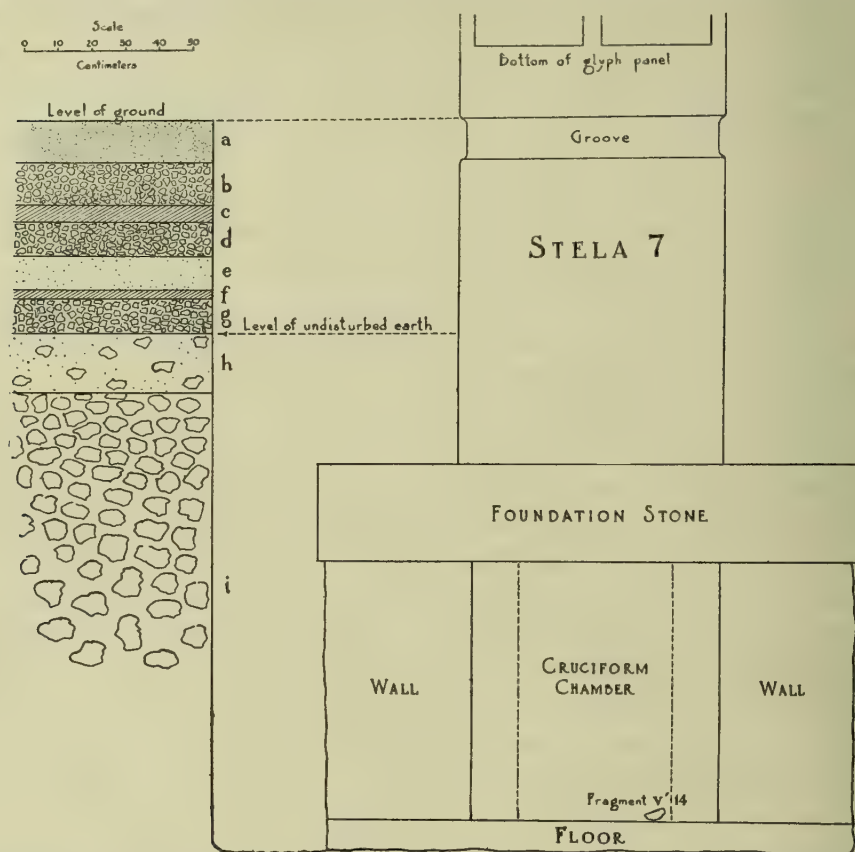 Scale
0 10 20 30 40 50
Centimeters
Bottom of glyph panel
Level of ground
Groove
a
b
c
d
STELA 7
e
f
g
Level of undisturbed earth
h
FOUNDATION STONE
i
WALL
CRUCIFORM
CHAMBER
WALL
Fragment V'14
FLOOR